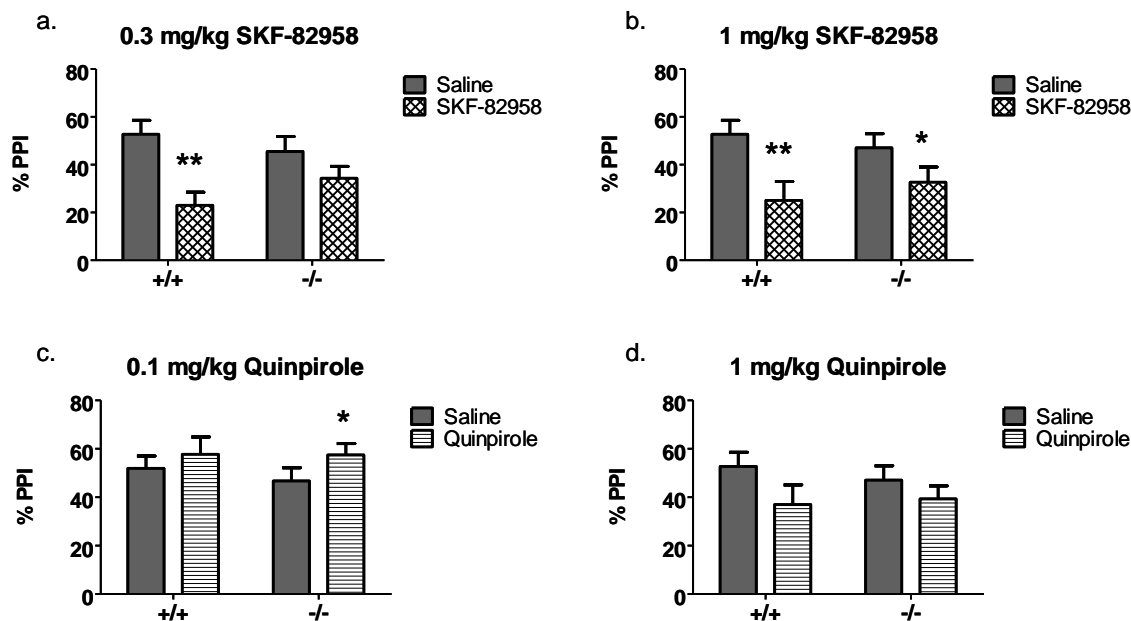 a.
0.3 mg/kg SKF-82958
80
60
40
20
0
% PPI
**
+/+
-/-
Saline
SKF-82958
b.
1 mg/kg SKF-82958
80
60
40
20
0
% PPI
**
*
+/+
-/-
Saline
SKF-82958
c.
0.1 mg/kg Quinpirole
80
60
40
20
0
% PPI
*
+/+
-/-
Saline
Quinpirole
d.
1 mg/kg Quinpirole
80
60
40
20
0
% PPI
+/+
-/-
Saline
Quinpirole